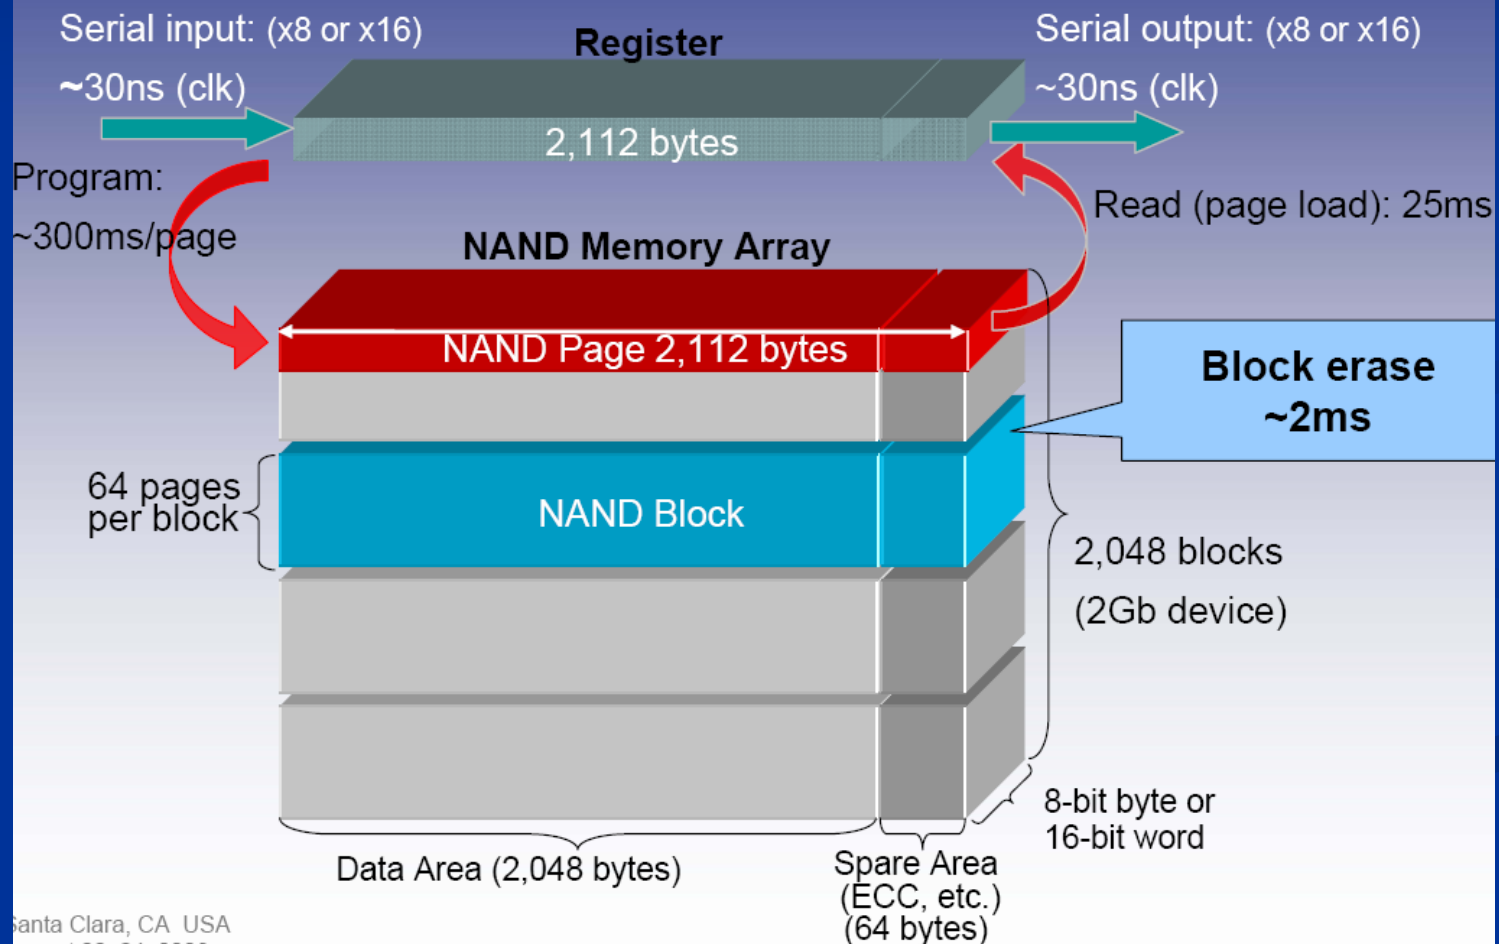 Serial input: (x8 or x16)
~30ns (clk)
Register
Serial output: (x8 or x16)
~30ns (clk)
2,112 bytes
Program:
~300ms/page
Read (page load): 25ms
NAND Memory Array
NAND Page 2,112 bytes
Block erase
~2ms
64 pages
per block
NAND Block
2,048 blocks
(2Gb device)
8-bit byte or
16-bit word
Data Area (2,048 bytes)
Spare Area
(ECC, etc.)
(64 bytes)
Santa Clara, CA USA